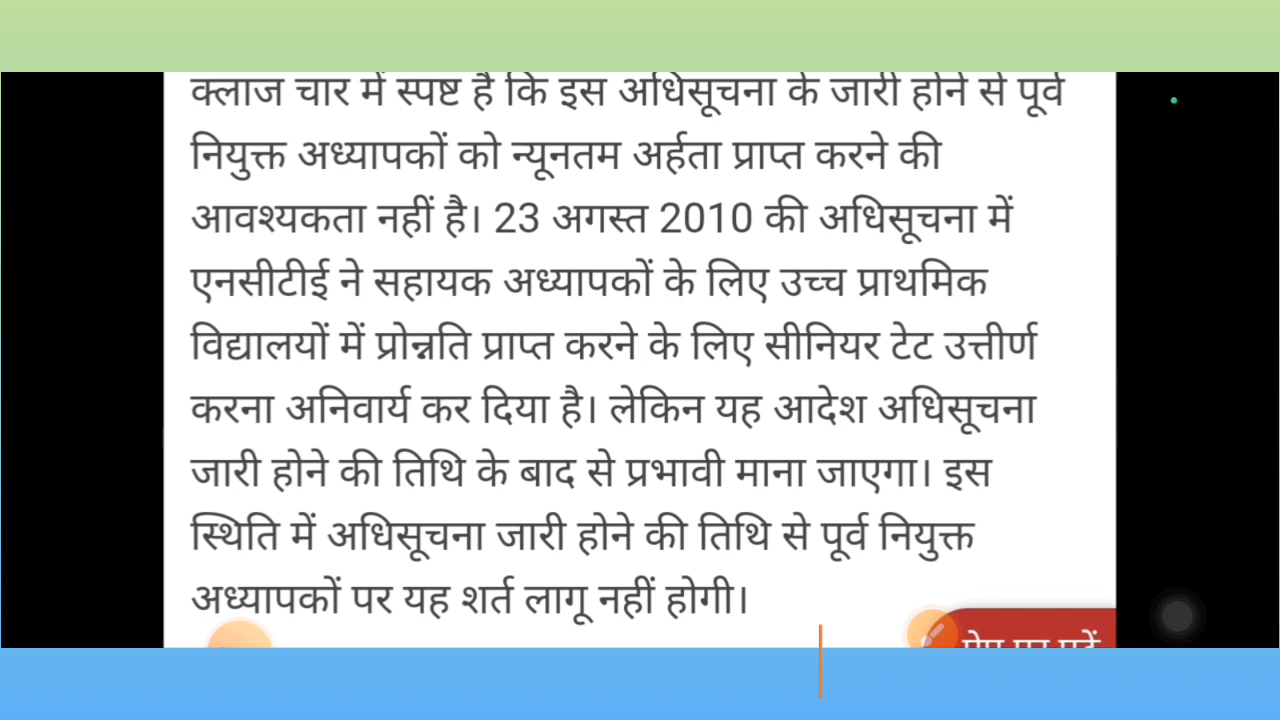 क्लाज चार में स्पष्ट है कि इस अधिसूचना के जारी होने से पूर्व
नियुक्त अध्यापकों को न्यूनतम अर्हता प्राप्त करने की
आवश्यकता नहीं है। 23 अगस्त 2010 की अधिसूचना में
एनसीटीई ने सहायक अध्यापकों के लिए उच्च प्राथमिक
विद्यालयों में प्रोन्नति प्राप्त करने के लिए सीनियर टेट उत्तीर्ण
करना अनिवार्य कर दिया है। लेकिन यह आदेश अधिसूचना
जारी होने की तिथि के बाद से प्रभावी माना जाएगा। इस
स्थिति में अधिसूचना जारी होने की तिथि से पूर्व नियुक्त
अध्यापकों पर यह शर्त लागू नहीं होगी।